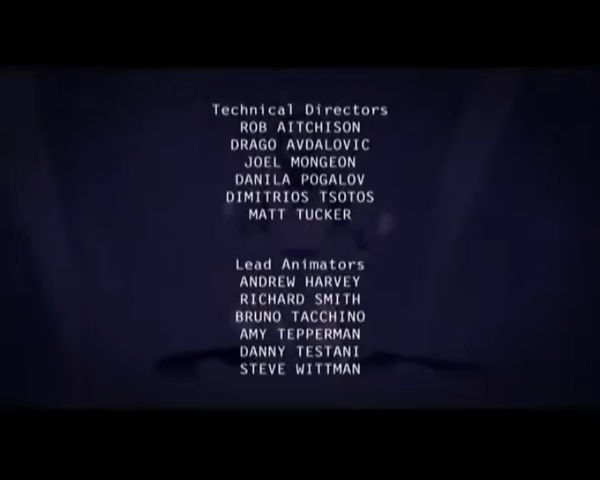 Technical Directors
ROB AITCHISON
DRAGO AVDALOVIC
JOEL MONGEON
DANILA POGALOV
DIMITRIOS TSOTOS
MATT TUCKER
Lead Animators
ANDREW HARVEY
RICHARD SMITH
BRUNO TACCHINO
AMY TEPPERMAN
DANNY TESTANI
STEVE WITTMAN